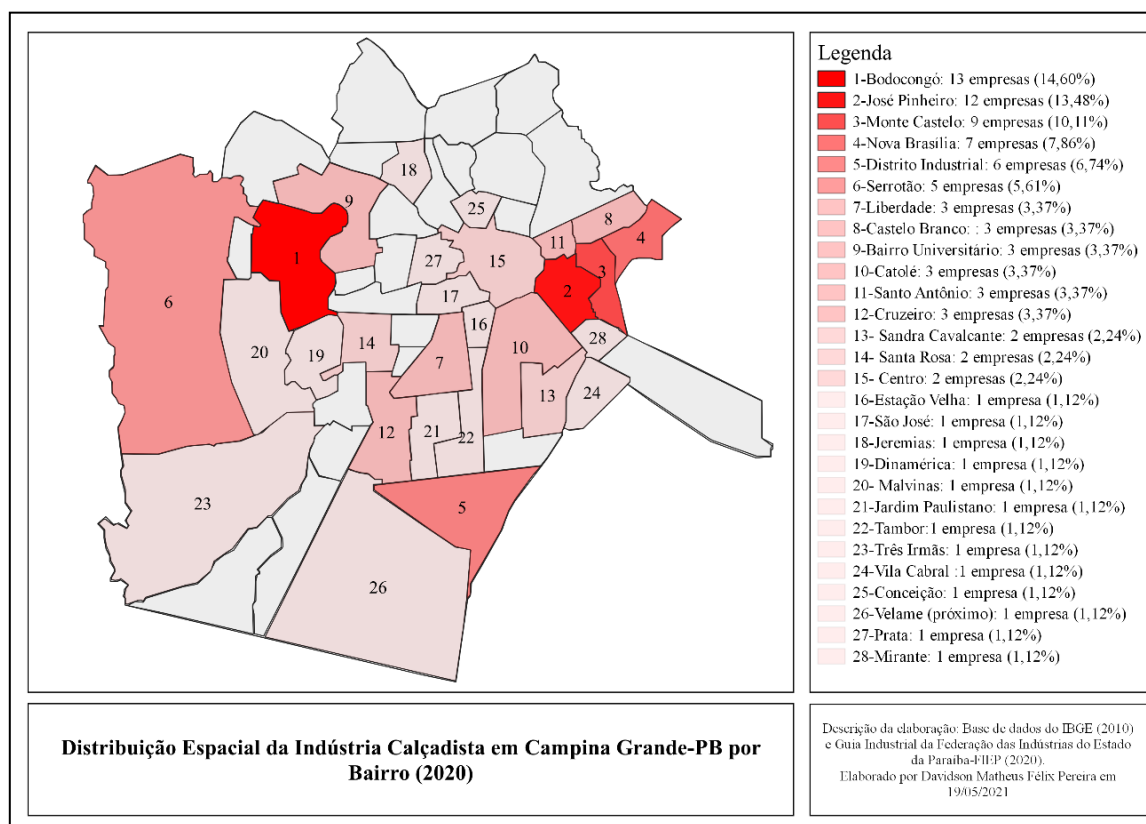 18
9
25
8
4
11
27
15
1
3
2
6
17
16
28
20
19
14
10
7
13
24
12
21
22
23
5
26
Legenda
1-Bodocongó: 13 empresas (14,60%)
2-José Pinheiro: 12 empresas (13,48%)
3-Monte Castelo: 9 empresas (10,11%)
4-Nova Brasília: 7 empresas (7,86%)
5-Distrito Industrial: 6 empresas (6,74%)
6-Serrotão: 5 empresas (5,61%)
7-Liberdade: 3 empresas (3,37%)
8-Castelo Branco: : 3 empresas (3,37%)
9-Bairro Universitário: 3 empresas (3,37%)
10-Catolé: 3 empresas (3,37%)
11-Santo Antônio: 3 empresas (3,37%)
12-Cruzeiro: 3 empresas (3,37%)
13- Sandra Cavalcante: 2 empresas (2,24%)
14- Santa Rosa: 2 empresas (2,24%)
15- Centro: 2 empresas (2,24%)
16-Estação Velha: 1 empresa (1,12%)
17-São José: 1 empresa (1,12%)
18-Jeremias: 1 empresa (1,12%)
19-Dinamérica: 1 empresa (1,12%)
20- Malvinas: 1 empresa (1,12%)
21-Jardim Paulistano: 1 empresa (1,12%)
22-Tambor:1 empresa (1,12%)
23-Três Irmãs: 1 empresa (1,12%)
24-Vila Cabral :1 empresa (1,12%)
25-Conceição: 1 empresa (1,12%)
26-Velame (próximo): 1 empresa (1,12%)
27-Prata: 1 empresa (1,12%)
28-Mirante: 1 empresa (1,12%)
Distribuição Espacial da Indústria Calçadista em Campina Grande-PB por
Bairro (2020)
Descrição da elaboração: Base de dados do IBGE (2010)
e Guia Industrial da Federação das Indústrias do Estado
da Paraíba-FIEP (2020).
Elaborado por Davidson Matheus Félix Pereira em
19/05/2021